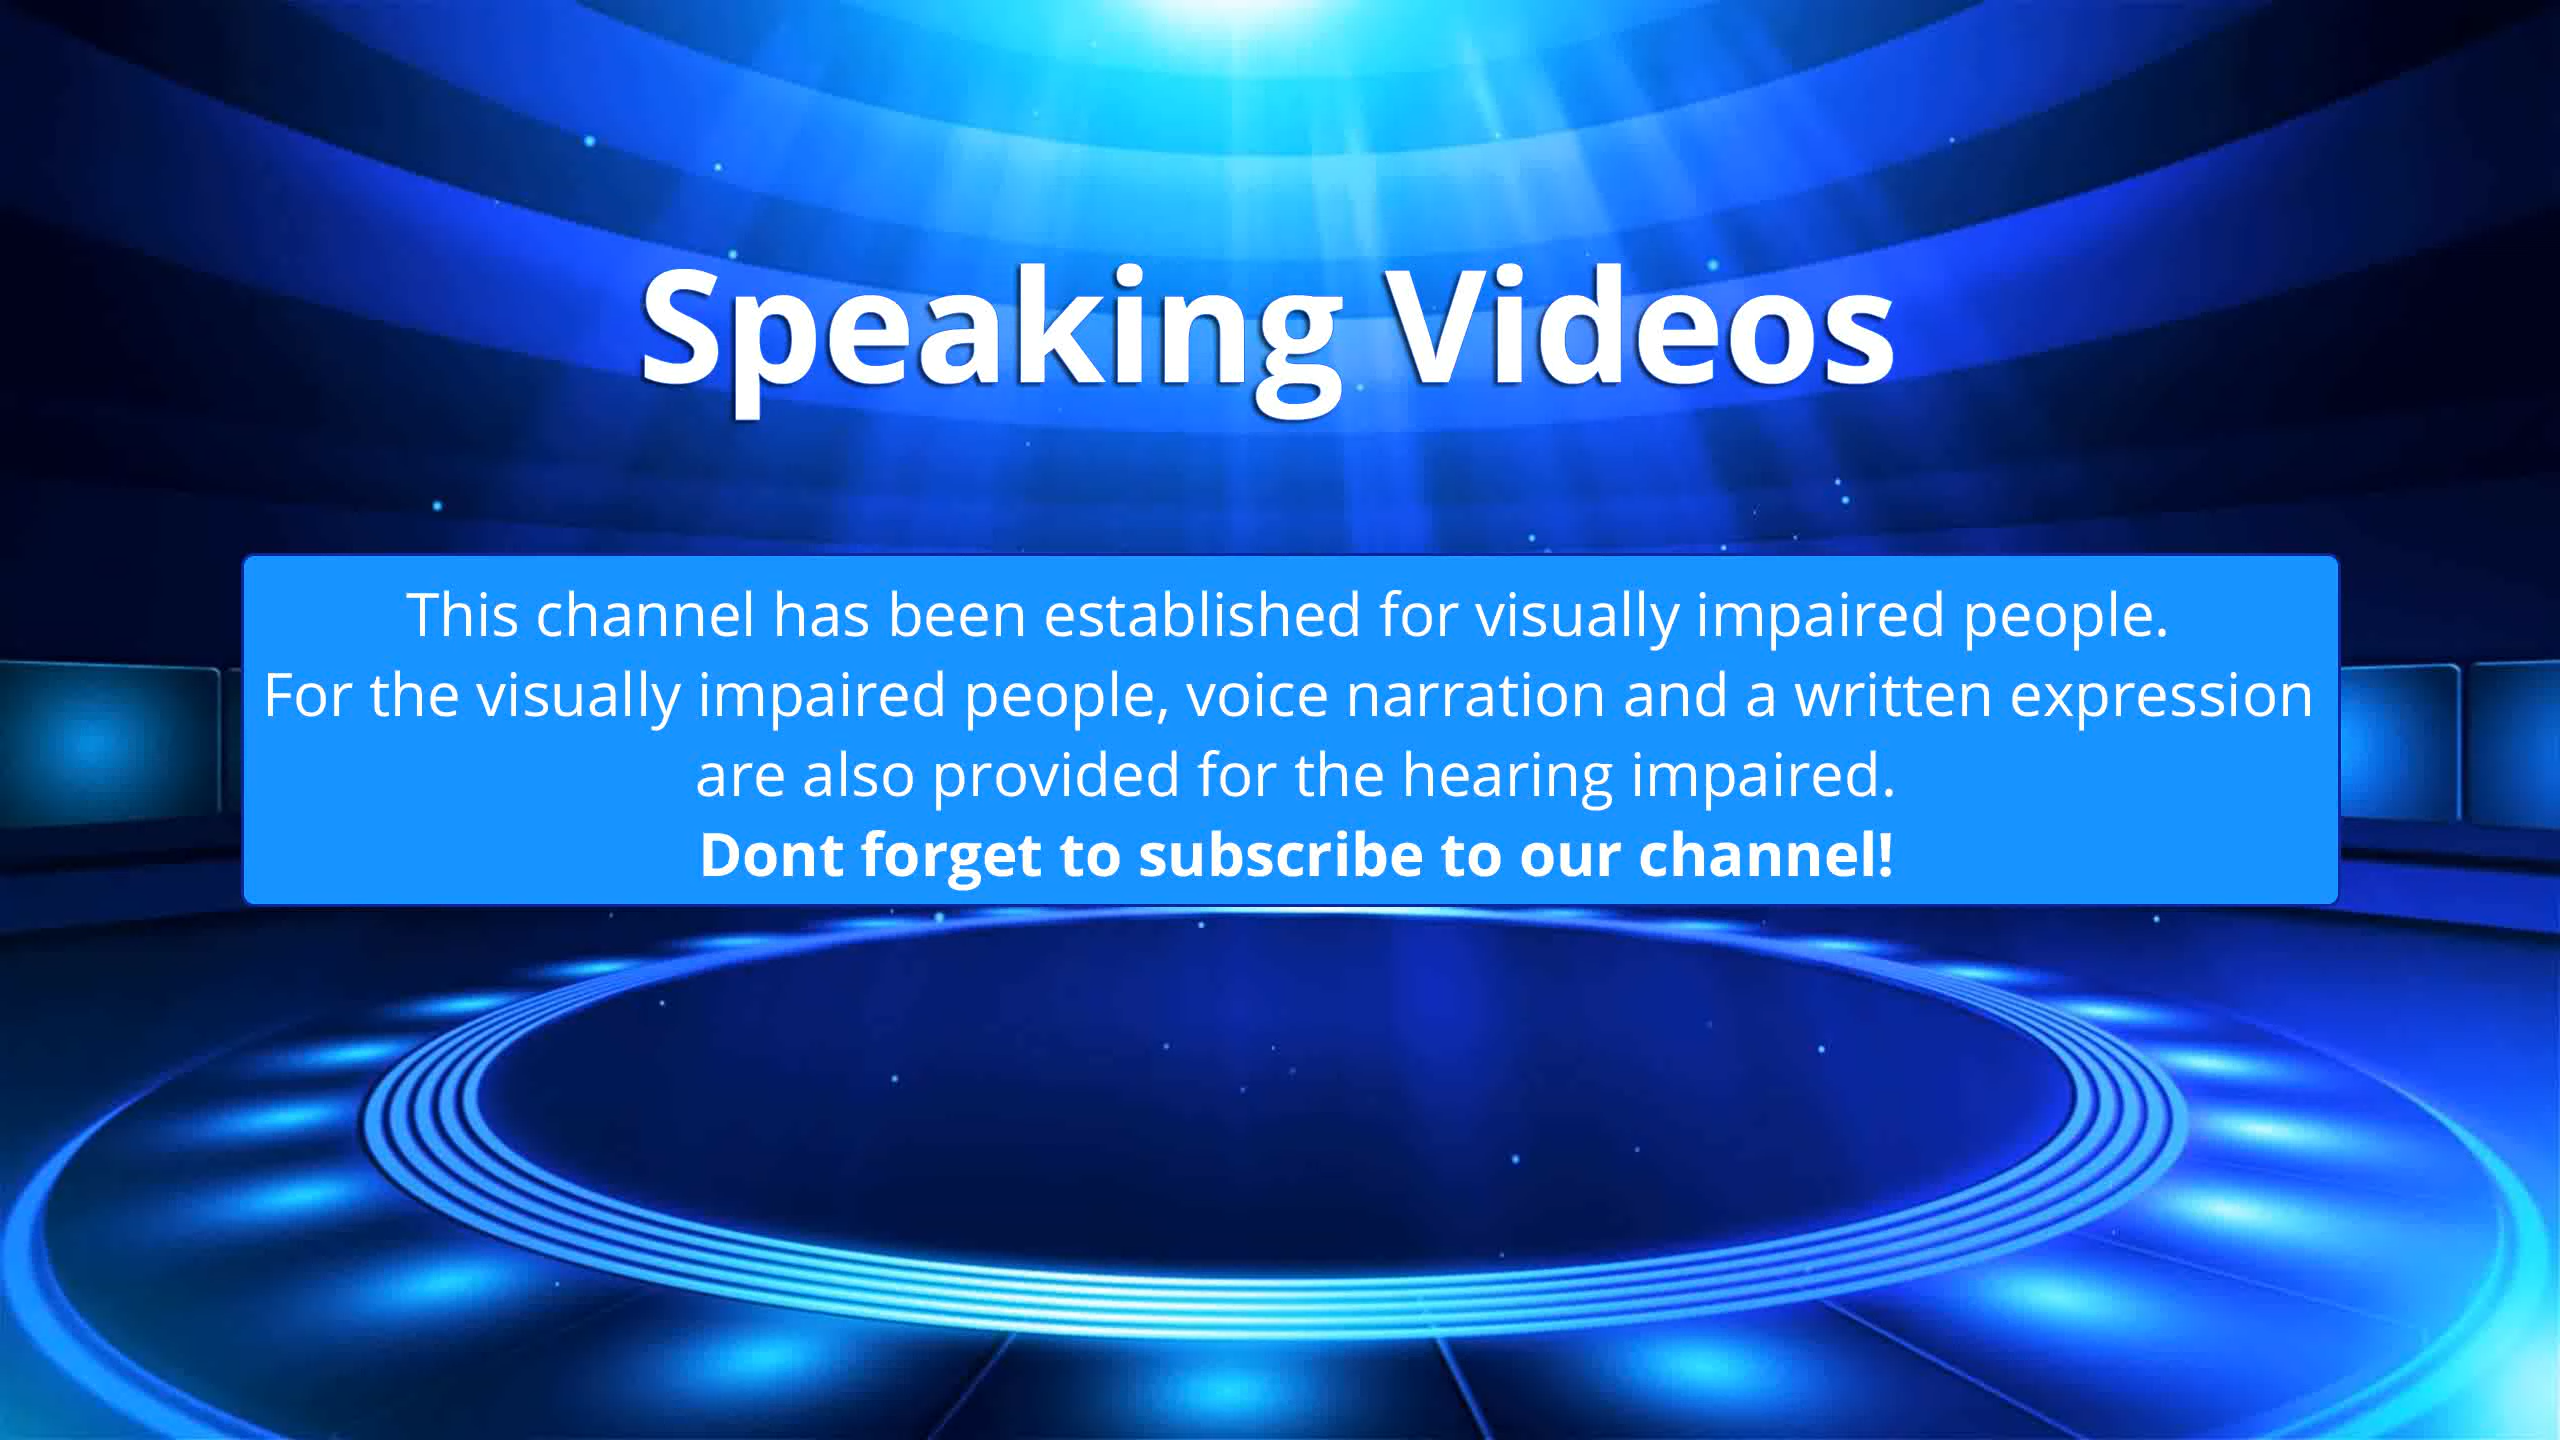 Speaking Videos
This channel has been established for visually impaired people.
For the visually impaired people, voice narration and a written expression
are also provided for the hearing impaired.
Dont forget to subscribe to our channel!